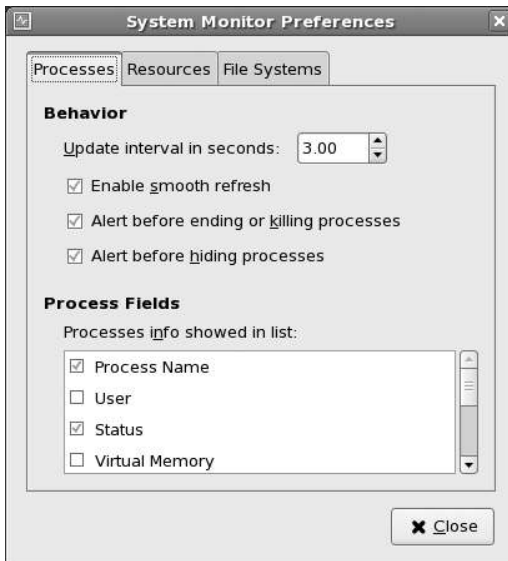 System Monitor Preferences
Processes Resources File Systems
Behavior
Update interval in seconds: 3.00
Enable smooth refresh
Alert before ending or killing processes
Alert before hiding processes
Process Fields
Processes info showed in list:
Process Name
User
Status
Virtual Memory
Close